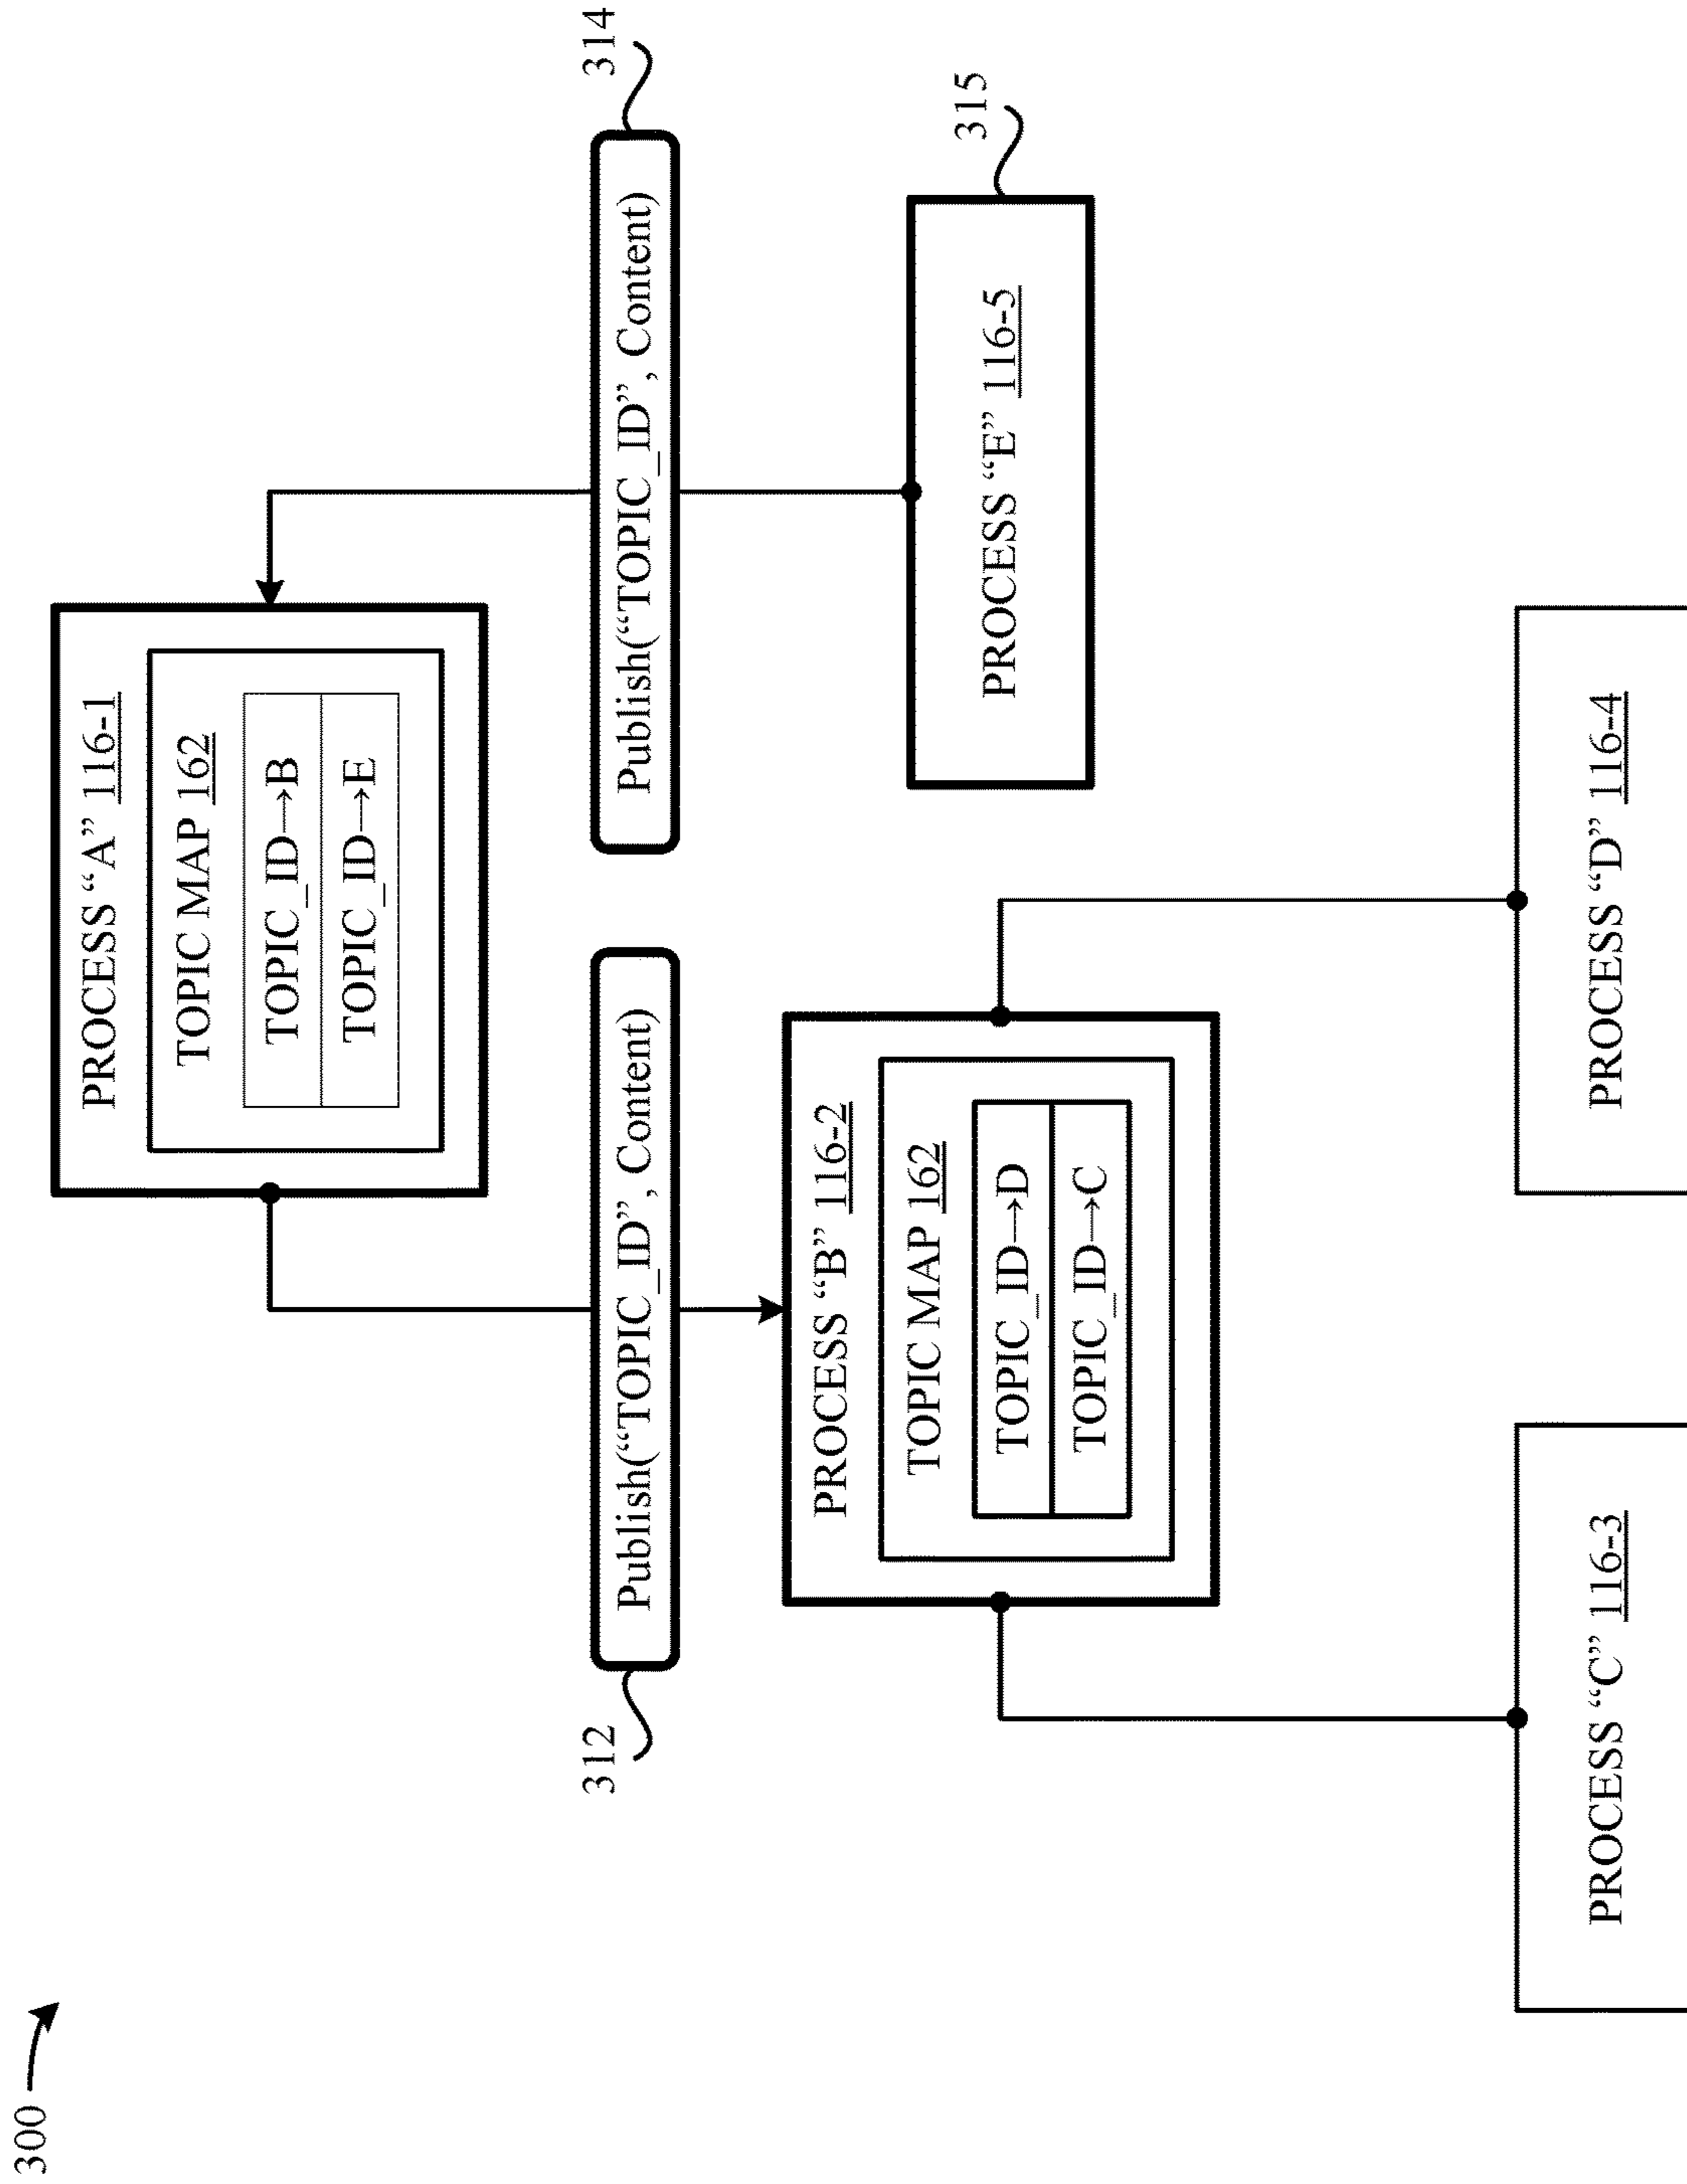 300
PROCESS “A” 116-1
TOPIC MAP 162
TOPIC_ID→B
TOPIC_ID→E
312
Publish(“TOPIC_ID”, Content)
Publish(“TOPIC_ID”, Content)
314
PROCESS “B” 116-2
TOPIC MAP 162
TOPIC_ID→D
TOPIC_ID→C
PROCESS “E” 116-5
315
PROCESS “C” 116-3
PROCESS “D” 116-4